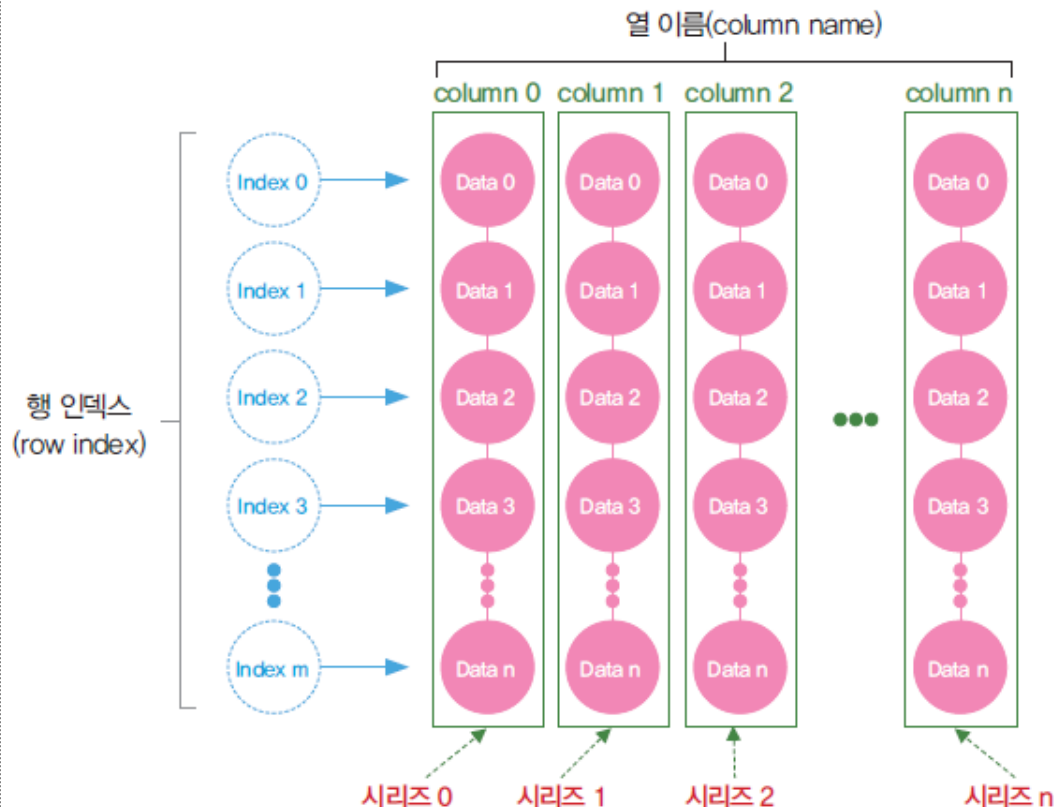 열 이름(column name)
column 0 column 1 column 2 column n
Index 0 Data 0 Data 0 Data 0 Data 0
Index 1 Data 1 Data 1 Data 1 Data 1
Index 2 Data 2 Data 2 Data 2 Data 2
행 인덱스
(row index)
Index 3 Data 3 Data 3 Data 3 Data 3
Index m Data n Data n Data n Data n
시리즈 0 시리즈 1 시리즈 2 시리즈 n